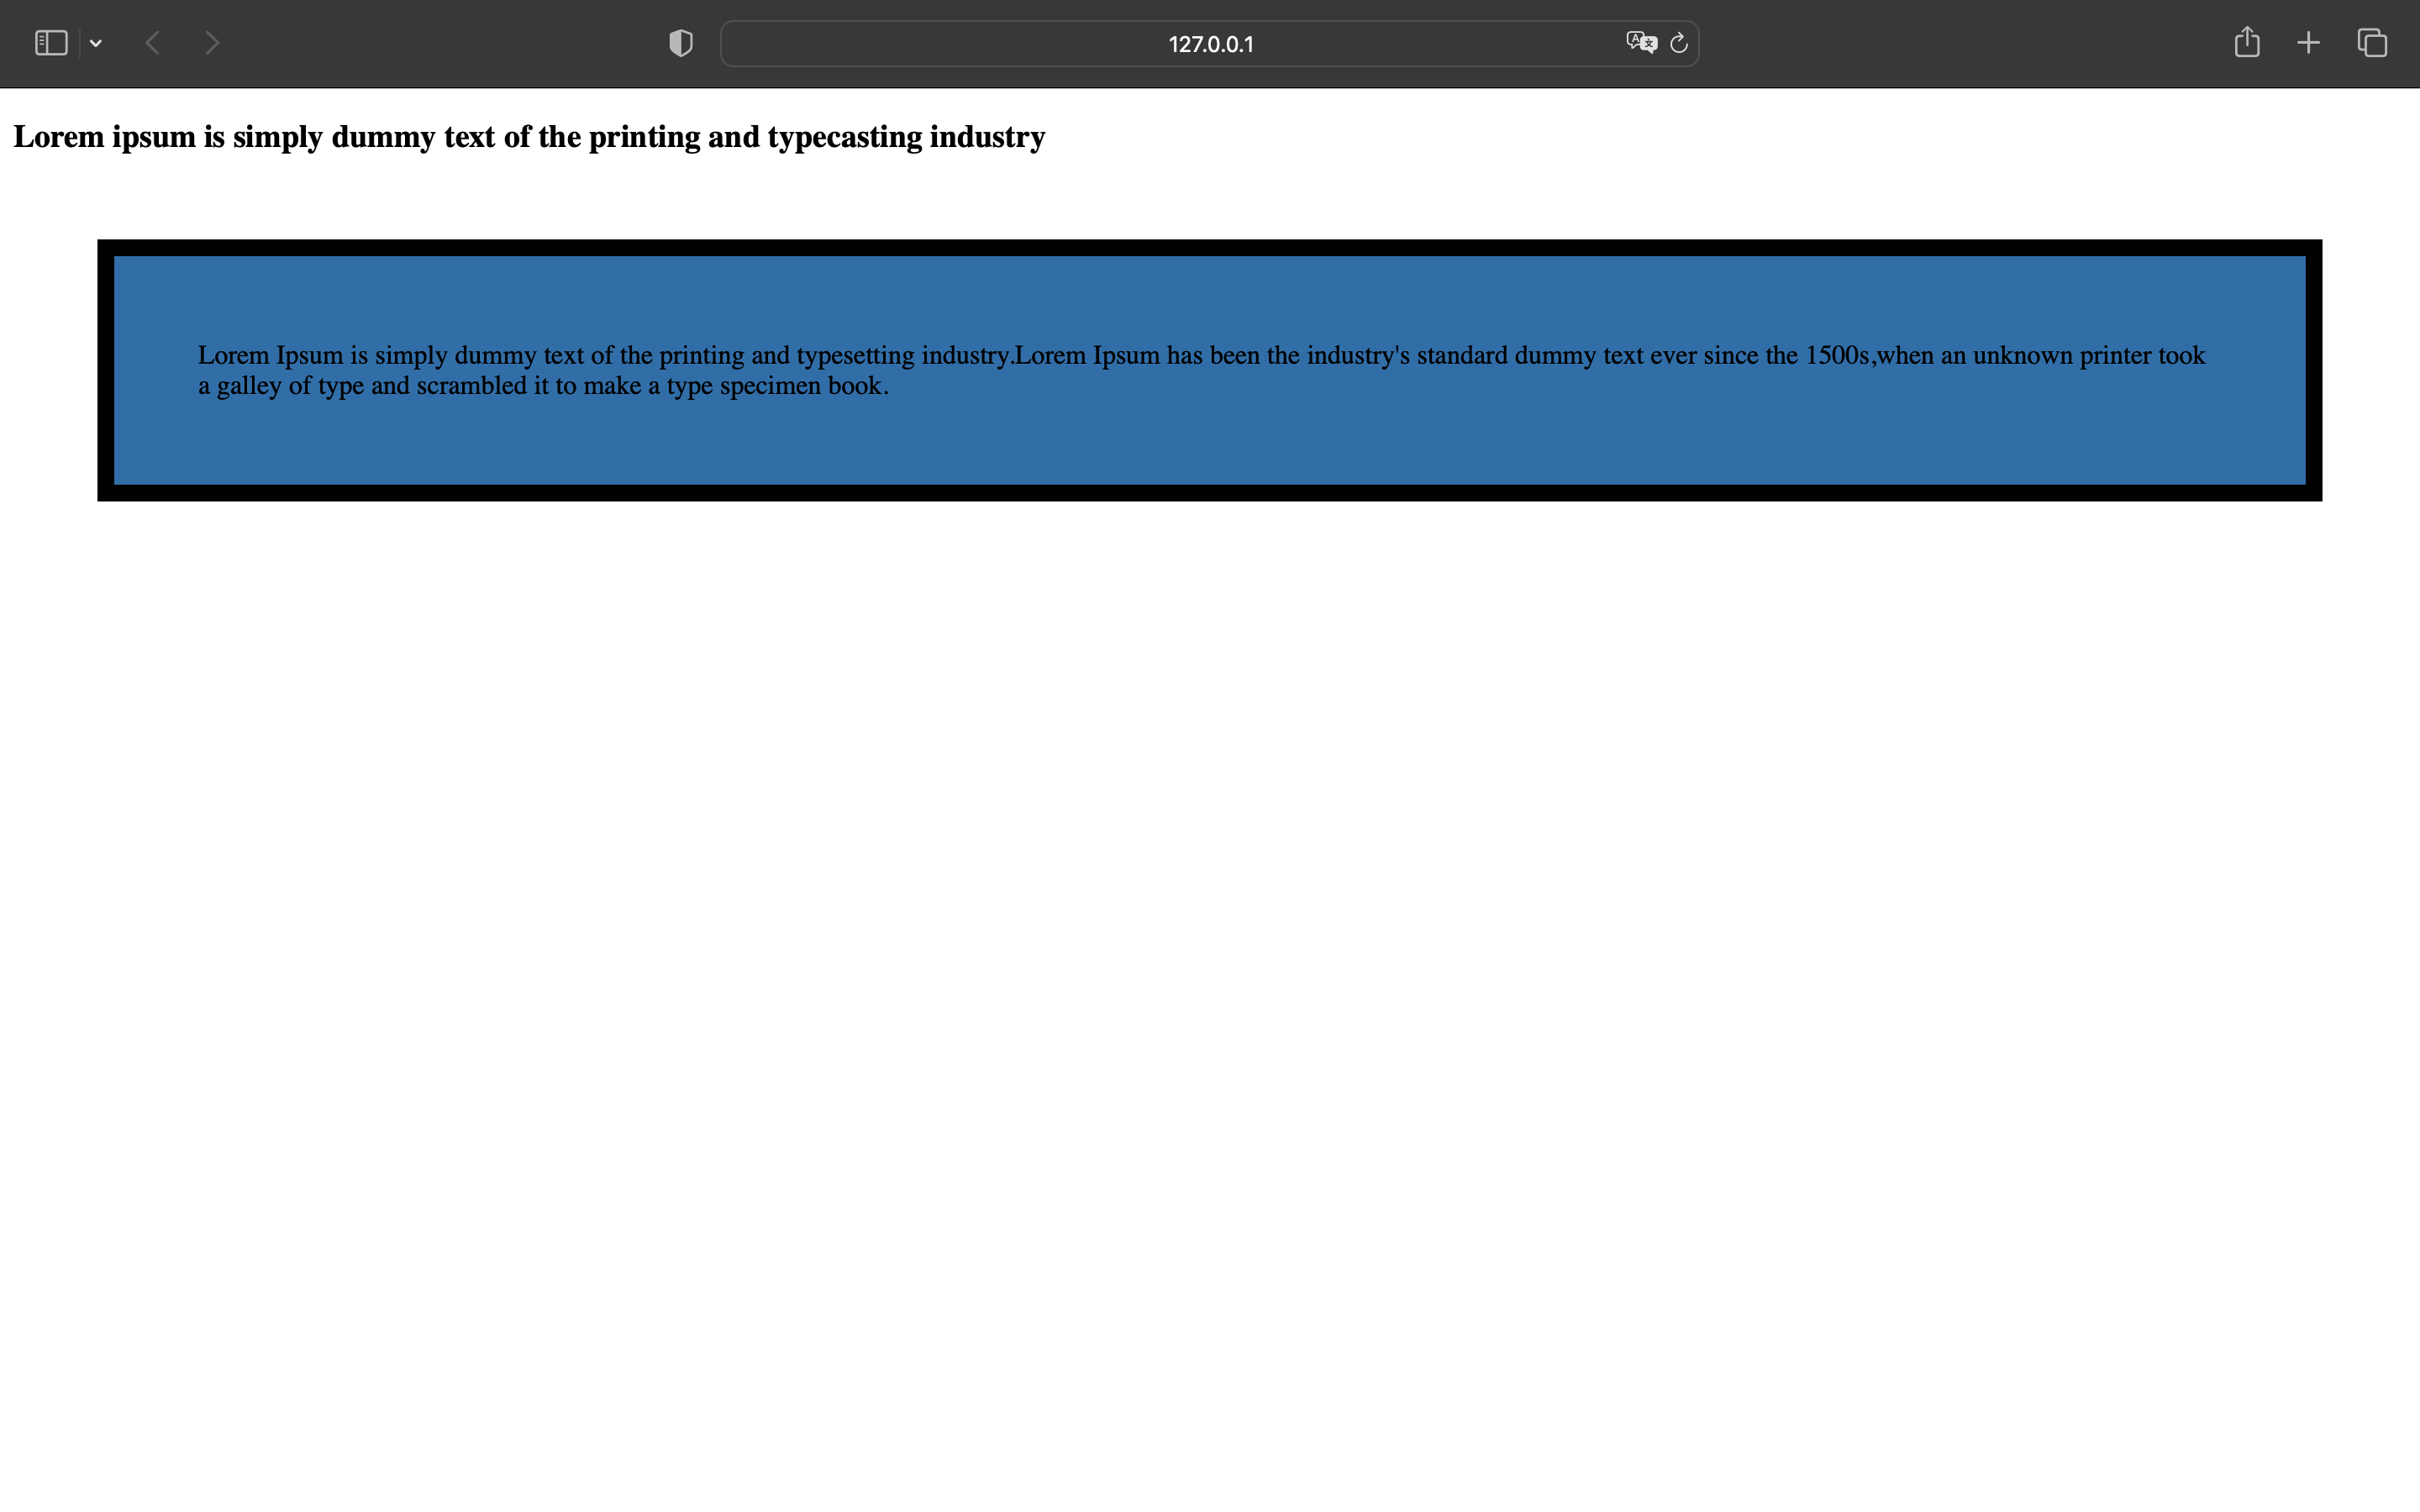 127.0.0.1
Lorem ipsum is simply dummy text of the printing and typecasting industry
Lorem Ipsum is simply dummy text of the printing and typesetting industry.Lorem Ipsum has been the industry's standard dummy text ever since the 1500s,when an unknown printer took
a galley of type and scrambled it to make a type specimen book.